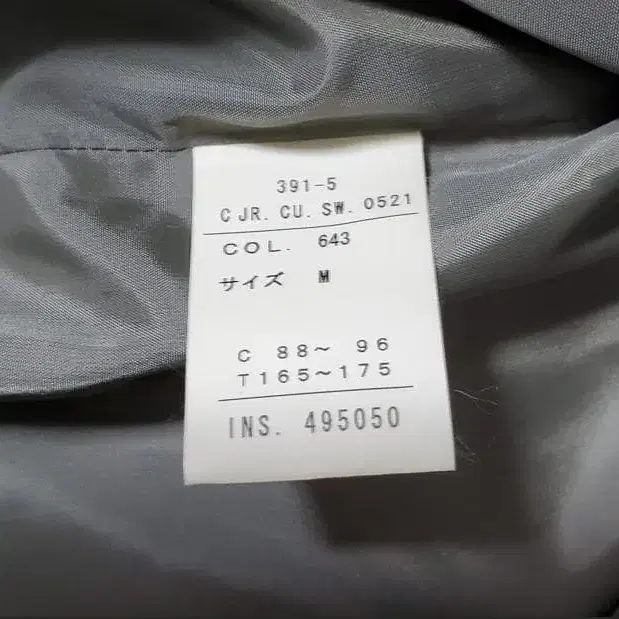 391-5
C JR. CU. SW. 0521
COL. 643
サイズ M
C 88～ 96
T165～175
INS. 495050